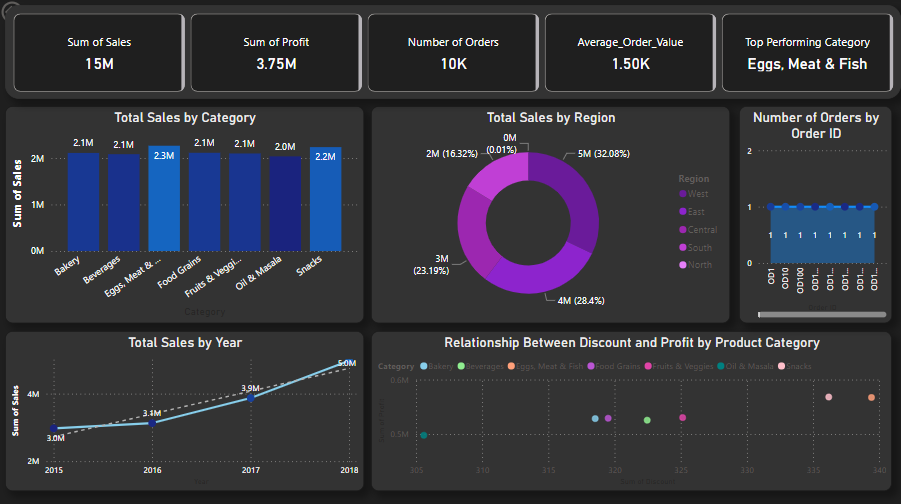 Sum of Sales
15M
Sum of Profit
3.75M
Number of Orders
10K
Average_Order_Value
1.50K
Top Performing Category
Eggs, Meat & Fish
Total Sales by Category
Sum of Sales
2M
1M
0M
2.1M
2.1M
2.3M
2.1M
2.1M
2.0M
2.2M
Bakery
Beverages
Eggs, Meat & ...
Food Grains
Fruits & Veggi...
Oil & Masala
Snacks
Category
Total Sales by Region
0M
(0.01%)
2M (16.32%)
5M (32.08%)
3M
(23.19%)
4M (28.4%)
Region
West
East
Central
South
North
Number of Orders by
Order ID
2
1
0
1 1 1 1 1 1 1 1
OD1
OD10
OD100
OD1...
OD1...
OD1...
OD1...
OD1...
Total Sales by Year
Sum of Sales
4M
2M
3.0M
3.1M
3.9M
5.0M
2015 2016 2017 2018
Relationship Between Discount and Profit by Product Category
Category Bakery Beverages Eggs, Meat & Fish Food Grains Fruits & Veggies Oil & Masala Snacks
0.6M
0.5M
305 310 315 320 325 330 335 340